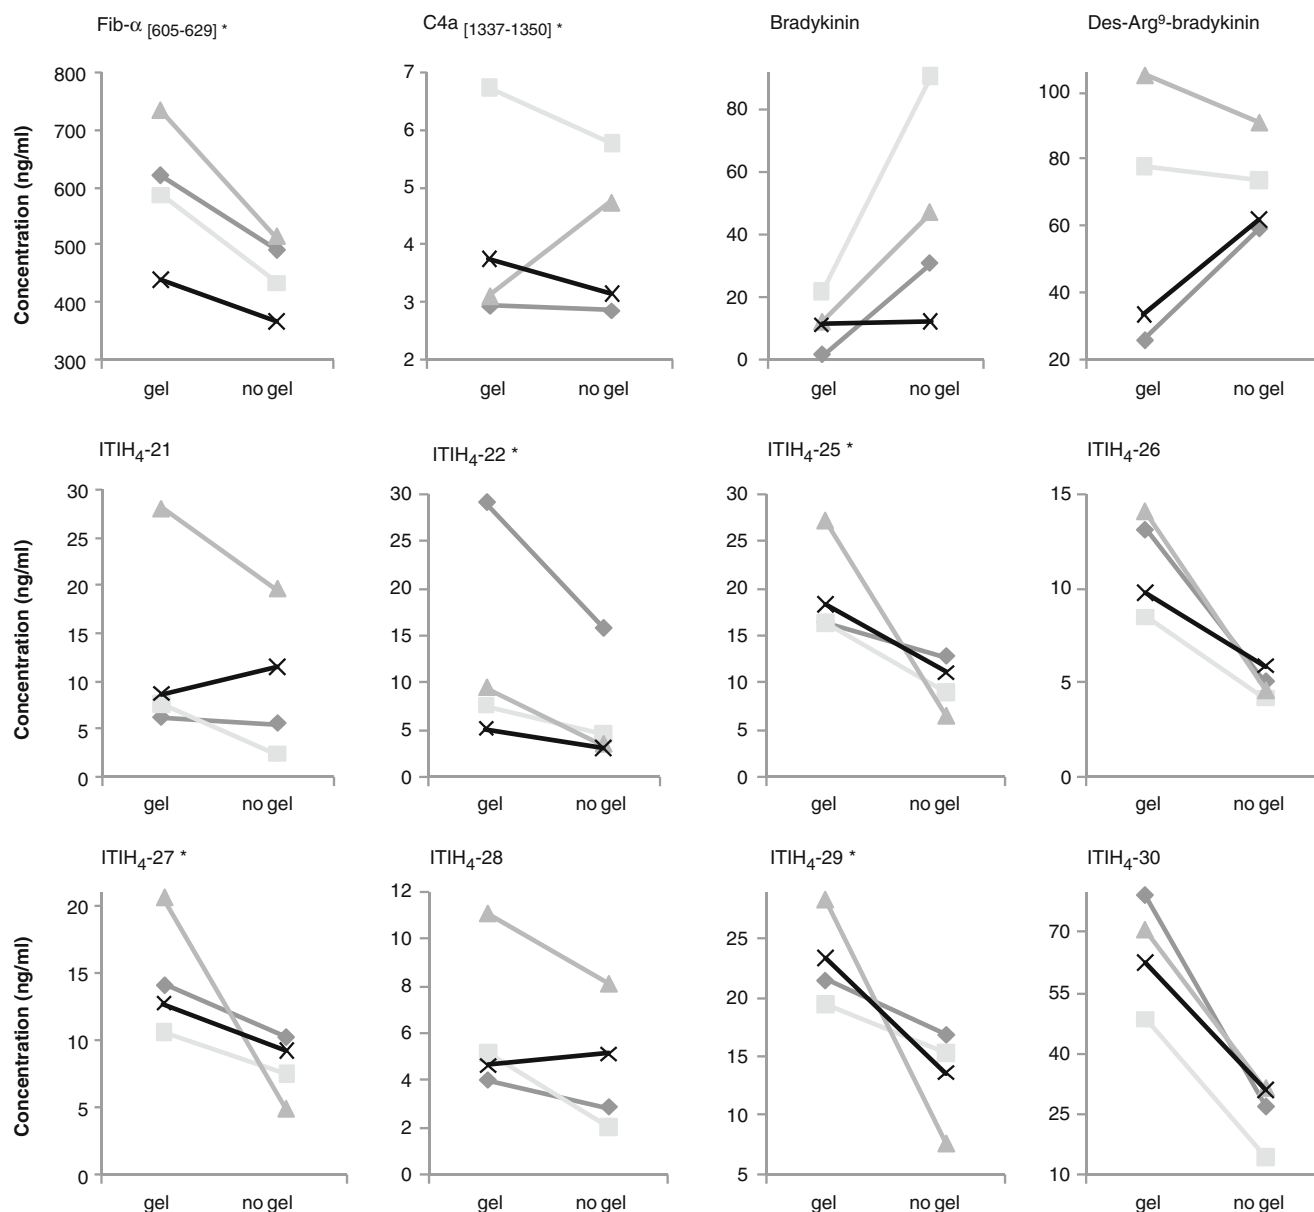 Fib-α [605-629] *
C4a [1337-1350] *
Bradykinin
Des-Arg⁹-bradykinin
Concentration (ng/ml)
800
700
600
500
400
300
gel
no gel
7
6
5
4
3
2
gel
no gel
80
60
40
20
0
gel
no gel
100
80
60
40
20
gel
no gel
ITIH₄-21
ITIH₄-22 *
ITIH₄-25 *
ITIH₄-26
Concentration (ng/ml)
30
25
20
15
10
5
0
gel
no gel
30
25
20
15
10
5
0
gel
no gel
30
25
20
15
10
5
0
gel
no gel
15
10
5
0
gel
no gel
ITIH₄-27 *
ITIH₄-28
ITIH₄-29 *
ITIH₄-30
Concentration (ng/ml)
20
15
10
5
0
gel
no gel
12
10
8
6
4
2
0
gel
no gel
25
20
15
10
5
gel
no gel
70
55
40
25
10
gel
no gel